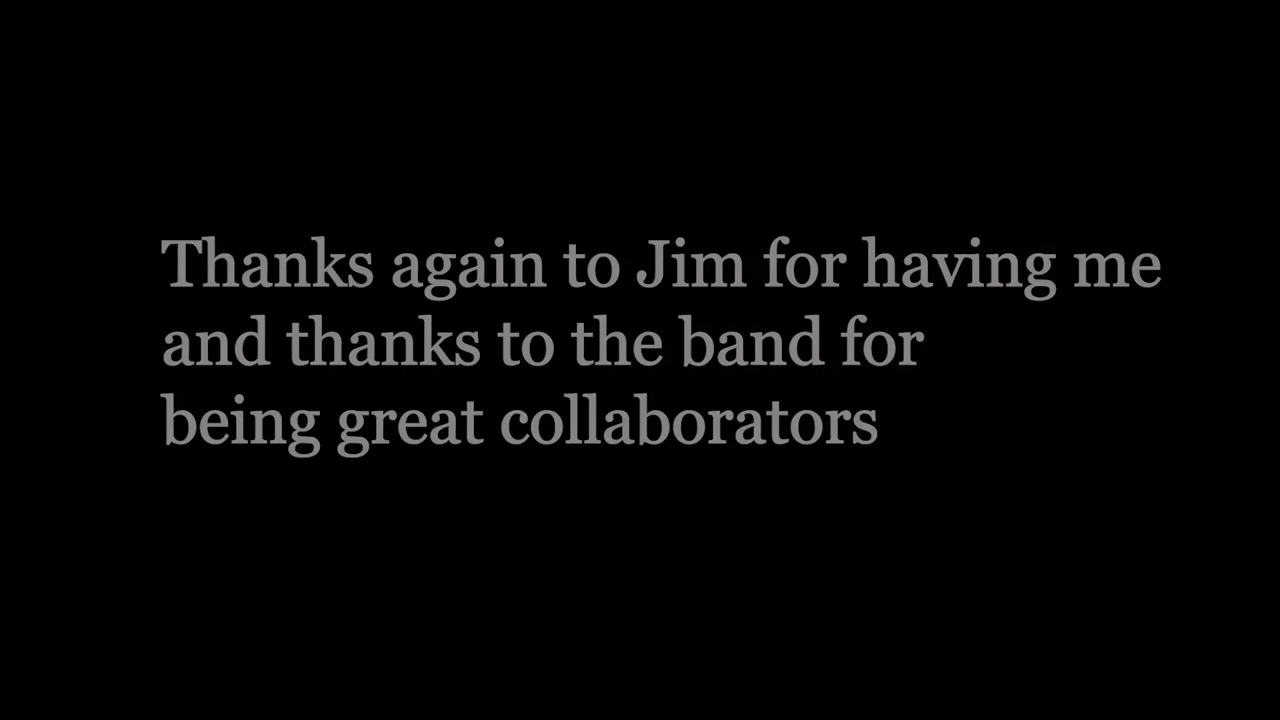 Thanks again to Jim for having me
and thanks to the band for
being great collaborators